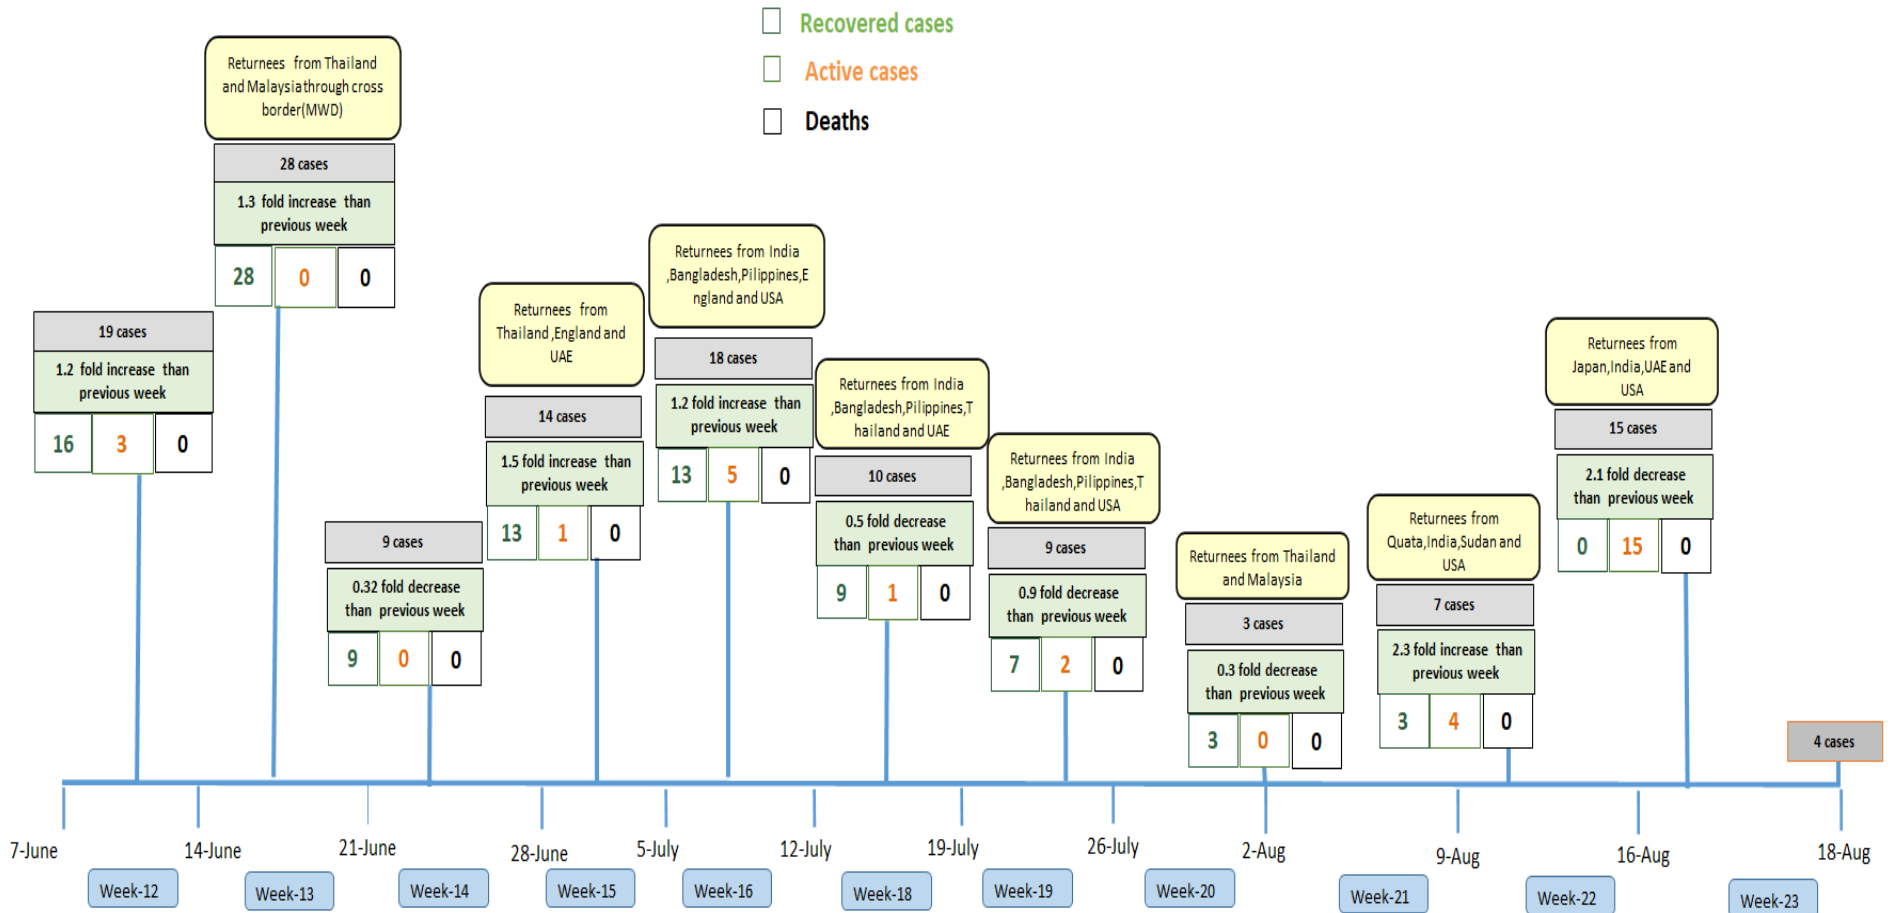 Recovered cases
Active cases
Deaths
19 cases
1.2 fold increase than
previous week
16 3 0
Returnees from Thailand
and Malaysiathrough cross
border(MWD)
28 cases
1.3 fold increase than
previous week
28 0 0
9 cases
0.32 fold decrease
than previous week
9 0 0
Returnees from
Thailand ,England and
UAE
14 cases
1.5 fold increase than
previous week
13 1 0
Returnees from India
,Bangladesh,Pilippines,E
ngland and USA
18 cases
1.2 fold increase than
previous week
13 5 0
Returnees from India
,Bangladesh,Pilippines,T
hailand and UAE
10 cases
0.5 fold decrease
than previous week
9 1 0
Returnees from India
,Bangladesh,Pilippines,T
hailand and USA
9 cases
0.9 fold decrease
than previous week
7 2 0
Returnees from Thailand
and Malaysia
3 cases
0.3 fold decrease
than previous week
3 0 0
Returnees from
Quata,India,Sudan and
USA
7 cases
2.3 fold increase than
previous week
3 4 0
Returnees from
Japan,India,UAE and
USA
15 cases
2.1 fold decrease
than previous week
0 15 0
4 cases
7-June 14-June 21-June 28-June 5-July 12-July 19-July 26-July 2-Aug 9-Aug 16-Aug 18-Aug
Week-12 Week-13 Week-14 Week-15 Week-16 Week-18 Week-19 Week-20 Week-21 Week-22 Week-23